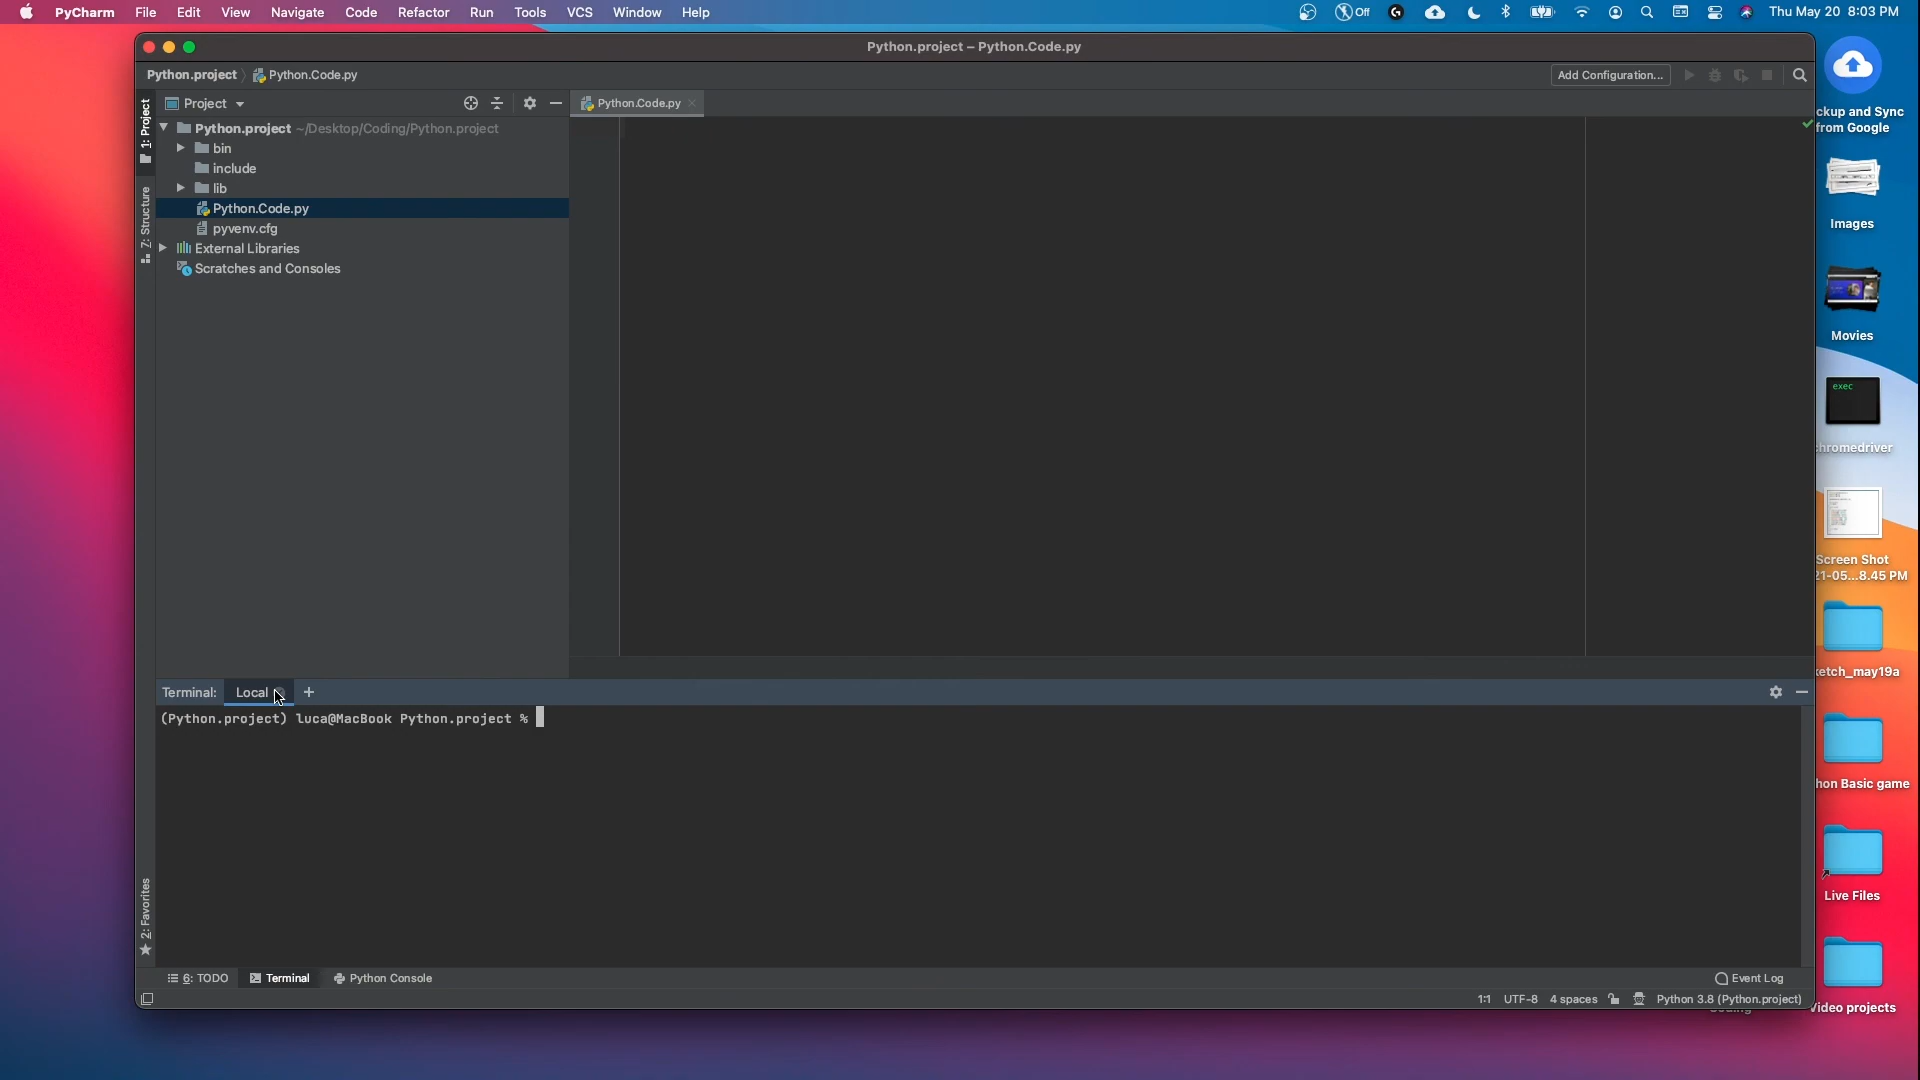 PyCharm File Edit View Navigate Code Refactor Run Tools VCS Window Help
Off
Thu May 20 8:03 PM
Python.project – Python.Code.py
Python.project
Python.Code.py
Add Configuration...
Project
Python.Code.py
Python.project ~/Desktop/Coding/Python.project
bin
include
lib
Python.Code.py
pyvenv.cfg
External Libraries
Scratches and Consoles
1: Project
7: Structure
2: Favorites
Terminal: Local +
(Python.project) luca@MacBook Python.project %
6: TODO
Terminal
Python Console
Event Log
1:1 UTF-8 4 spaces Python 3.8 (Python.project)
ckup and Sync
from Google
Images
Movies
exec
hromedriver
Screen Shot
21-05...8.45 PM
ketch_may19a
hon Basic game
Live Files
Video projects